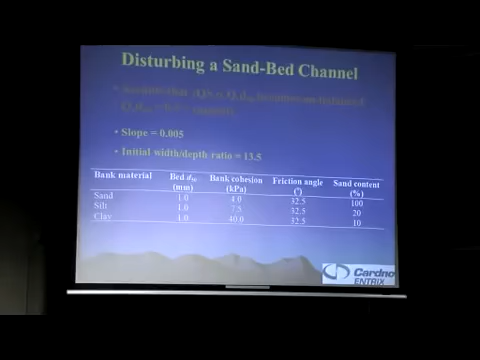 Disturbing a Sand-Bed Channel
• Slope = 0.005
• Initial width/depth ratio = 13.5
Bank material Bed d50 (mm) Bank cohesion (kPa) Friction angle (°) Sand content (%)
Sand 1.0 4.0 32.5 100
Silt 1.0 7.5 32.5 20
Clay 1.0 40.0 32.5 10
Cardno
ENTRIX